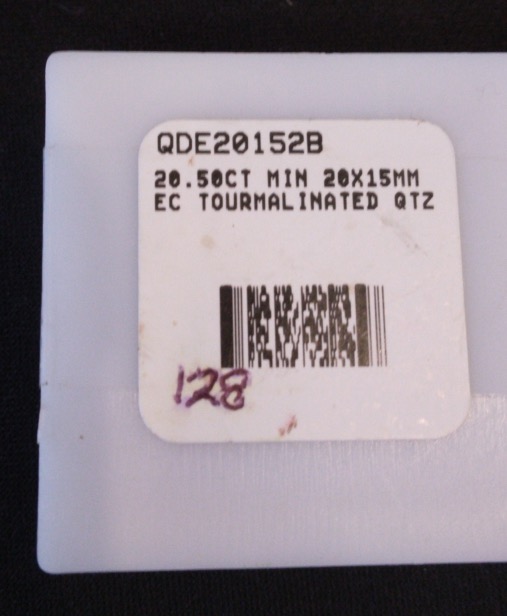 QDE20152B
20.50CT MIN 20X15MM
EC TOURMALINATED QTZ
128